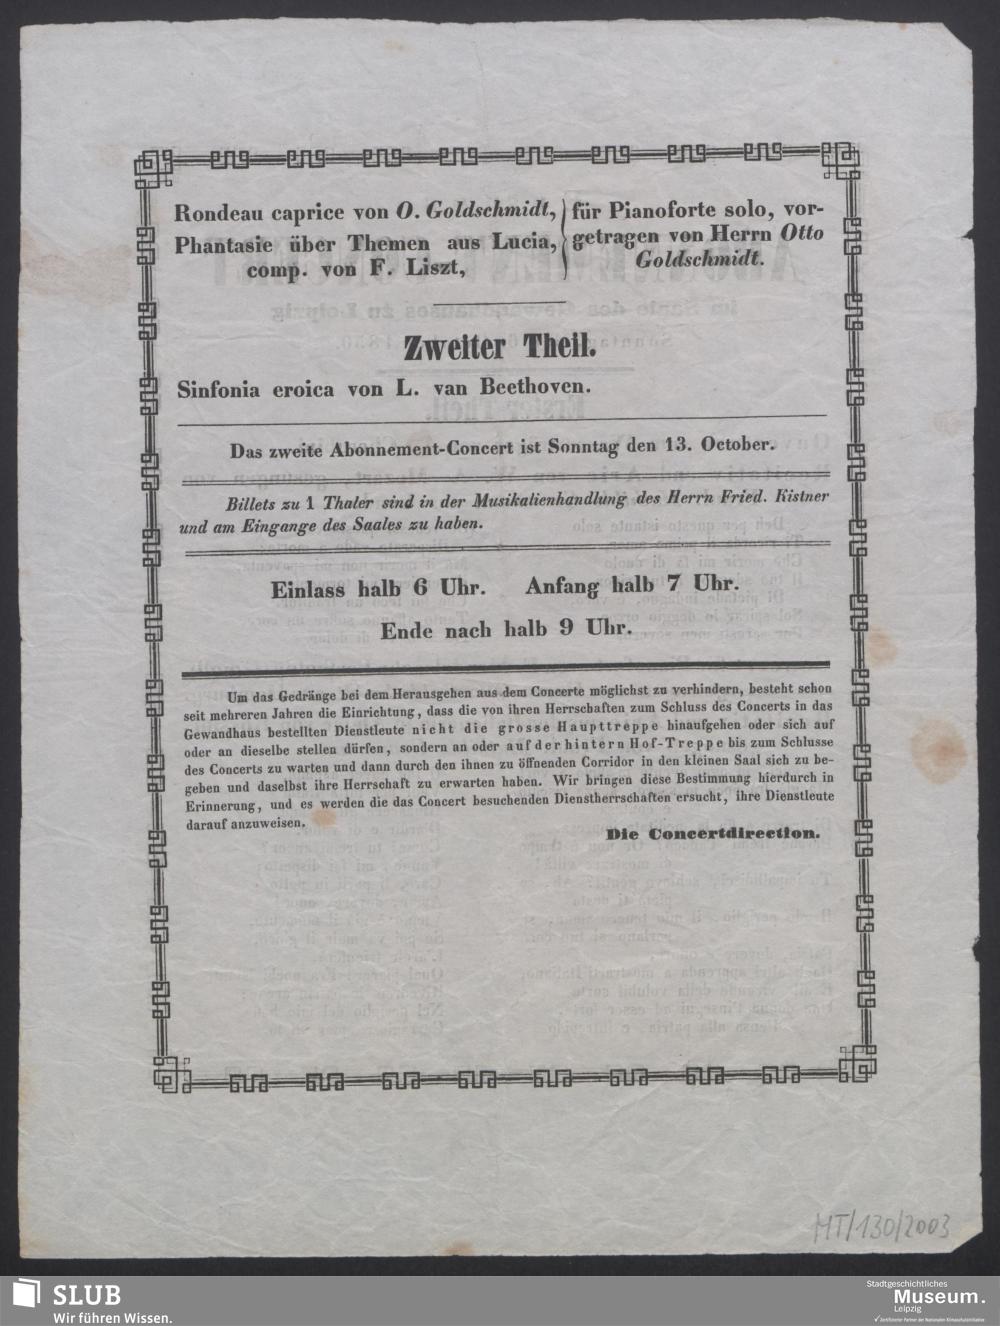 Rondeau caprice von O. Goldschmidt,
Phantasie über Themen aus Lucia,
comp. von F. Liszt,
für Pianoforte solo, vor-
getragen von Herrn Otto
Goldschmidt.
Zweiter Theil.
Sinfonia eroica von L. van Beethoven.
Das zweite Abonnement-Concert ist Sonntag den 13. October.
Billets zu 1 Thaler sind in der Musikalienhandlung des Herrn Fried. Kistner
und am Eingange des Saales zu haben.
Einlass halb 6 Uhr. Anfang halb 7 Uhr.
Ende nach halb 9 Uhr.
Um das Gedränge bei dem Herausgehen aus dem Concerte möglichst zu verhindern, besteht schon
seit mehreren Jahren die Einrichtung, dass die von ihren Herrschaften zum Schluss des Concerts in das
Gewandhaus bestellten Dienstleute nicht die grosse Haupttreppe hinaufgehen oder sich auf
oder an dieselbe stellen dürfen, sondern an oder auf der hintern Hof-Treppe bis zum Schlusse
des Concerts zu warten und dann durch den ihnen zu öffnenden Corridor in den kleinen Saal sich zu be-
geben und daselbst ihre Herrschaft zu erwarten haben. Wir bringen diese Bestimmung hierdurch in
Erinnerung, und es werden die das Concert besuchenden Dienstherrschaften ersucht, ihre Dienstleute
darauf anzuweisen.
Die Concertdirection.
MT/130/2003
SLUB
Wir führen Wissen.
Stadtgeschichtliches
Museum.
Leipzig
Zertifizierter Partner der Nationalen Klimaschutzinitiative